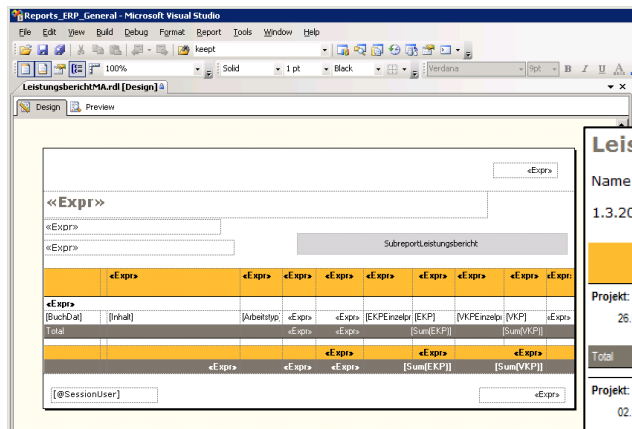 Reports_ERP_General - Microsoft Visual Studio
File Edit View Build Debug Format Report Tools Window Help
keept
100% Solid 1 pt Black Verdana 9pt B I U A
LeistungsberichtMA.rdl [Design]
Design Preview
«Expr»
«Expr»
«Expr»
«Expr» SubreportLeistungsbericht
«Expr» «Expr» «Expr» «Expr» «Expr» «Expr» «Expr» «Expr» «Expr:
«Expr»
[BuchDat] [Inhalt] [Arbeitstyp «Expr» «Expr» [EKPEinzelpr [EKP] [VKPEinzelpr [VKP] «Expr»
Total «Expr» «Expr» [Sum(EKP)] [Sum(VKP)]
«Expr» «Expr» «Expr»
«Expr» «Expr» «Expr» [Sum(EKP)] [Sum(VKP)]
[@SessionUser] «Expr»
Leis
Name
1.3.20
Projekt:
26.
Total
Projekt:
02.